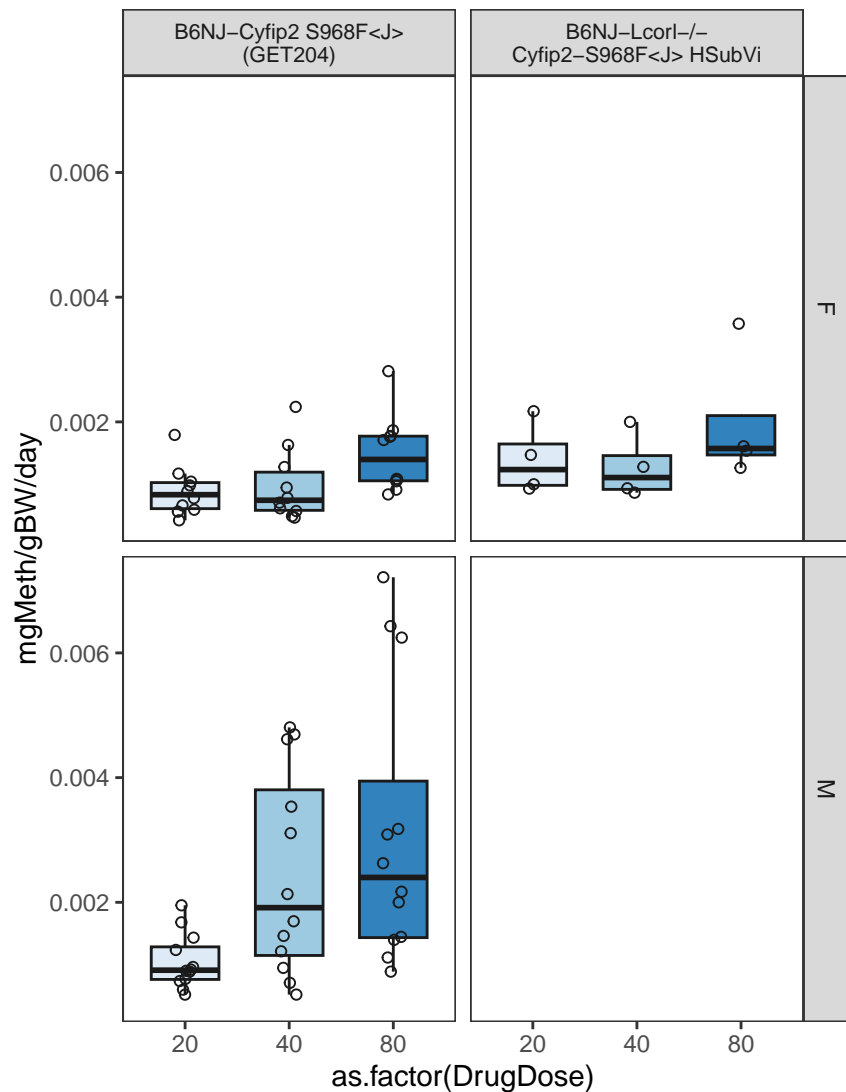 B6NJ−Cyfip2 S968F<J>
(GET204)
B6NJ−Lcorl−/−
Cyfip2−S968F<J> HSubVi
0.006
0.004
0.002
F
mgMeth/gBW/day
0.006
0.004
0.002
M
20
40
80
20
40
80
as.factor(DrugDose)